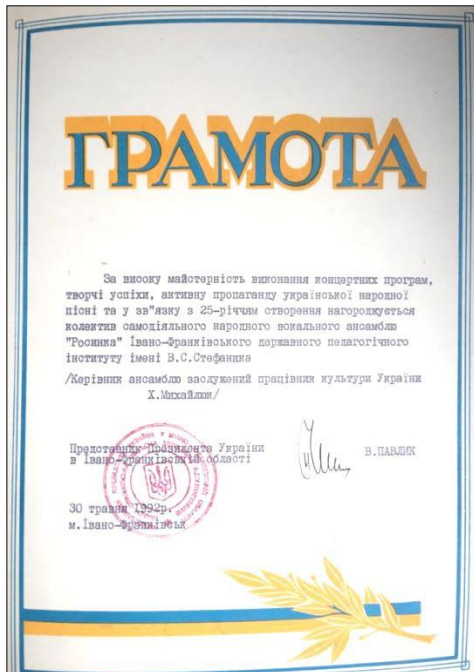 ГРАМОТА
За високу майстерність виконання концертних програм,
творчі успіхи, активну пропаганду української народної
пісні та у зв"язку з 25-річчям створення нагороджується
колектив самодіяльного народного вокального ансамблю
"Росинка" Івано-Франківського державного педагогічного
інституту імені В.С.Стефаника
/Керівник ансамблю заслужений працівник культури України
Х.Михайлюк/
Представник Президента України
в Івано-Франківській області
В.ПАВЛИК
30 травня 1992р.
м.Івано-Франківськ